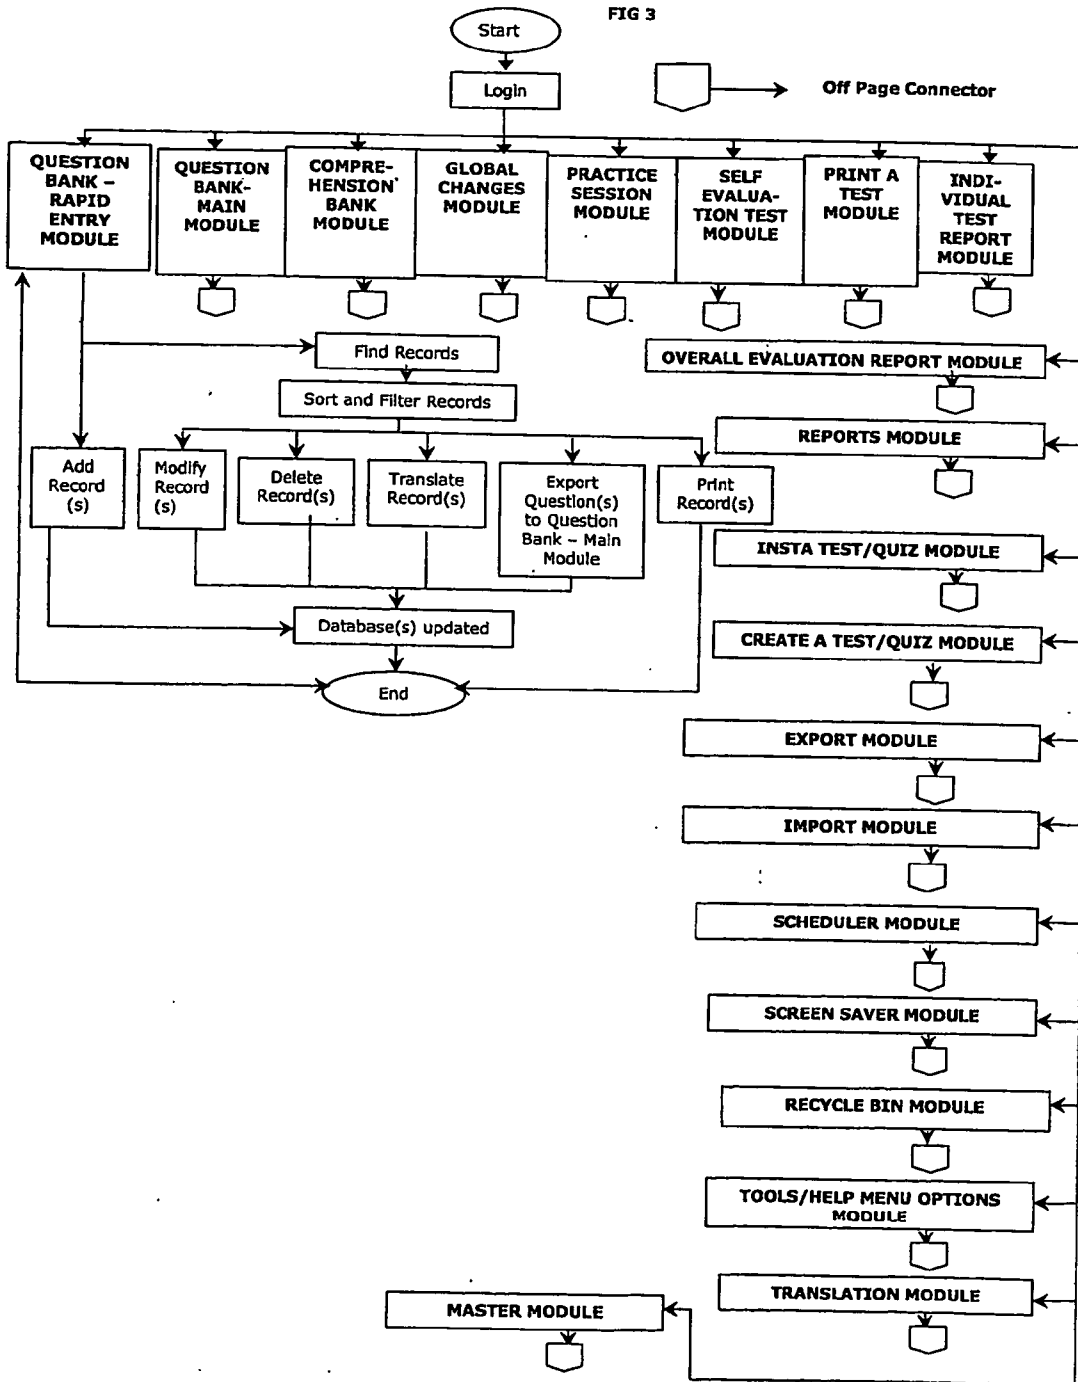 FIG 3
Start
Login
Off Page Connector
QUESTION
BANK –
RAPID
ENTRY
MODULE
QUESTION
BANK-
MAIN
MODULE
COMPRE-
HENSION
BANK
MODULE
GLOBAL
CHANGES
MODULE
PRACTICE
SESSION
MODULE
SELF
EVALUA-
TION TEST
MODULE
PRINT A
TEST
MODULE
INDI-
VIDUAL
TEST
REPORT
MODULE
Find Records
Sort and Filter Records
Add
Record
(s)
Modify
Record(
s)
Delete
Record(s)
Translate
Record(s)
Export
Question(s)
to Question
Bank – Main
Module
Print
Record(s)
Database(s) updated
End
OVERALL EVALUATION REPORT MODULE
REPORTS MODULE
INSTA TEST/QUIZ MODULE
CREATE A TEST/QUIZ MODULE
EXPORT MODULE
IMPORT MODULE
SCHEDULER MODULE
SCREEN SAVER MODULE
RECYCLE BIN MODULE
TOOLS/HELP MENU OPTIONS
MODULE
TRANSLATION MODULE
MASTER MODULE